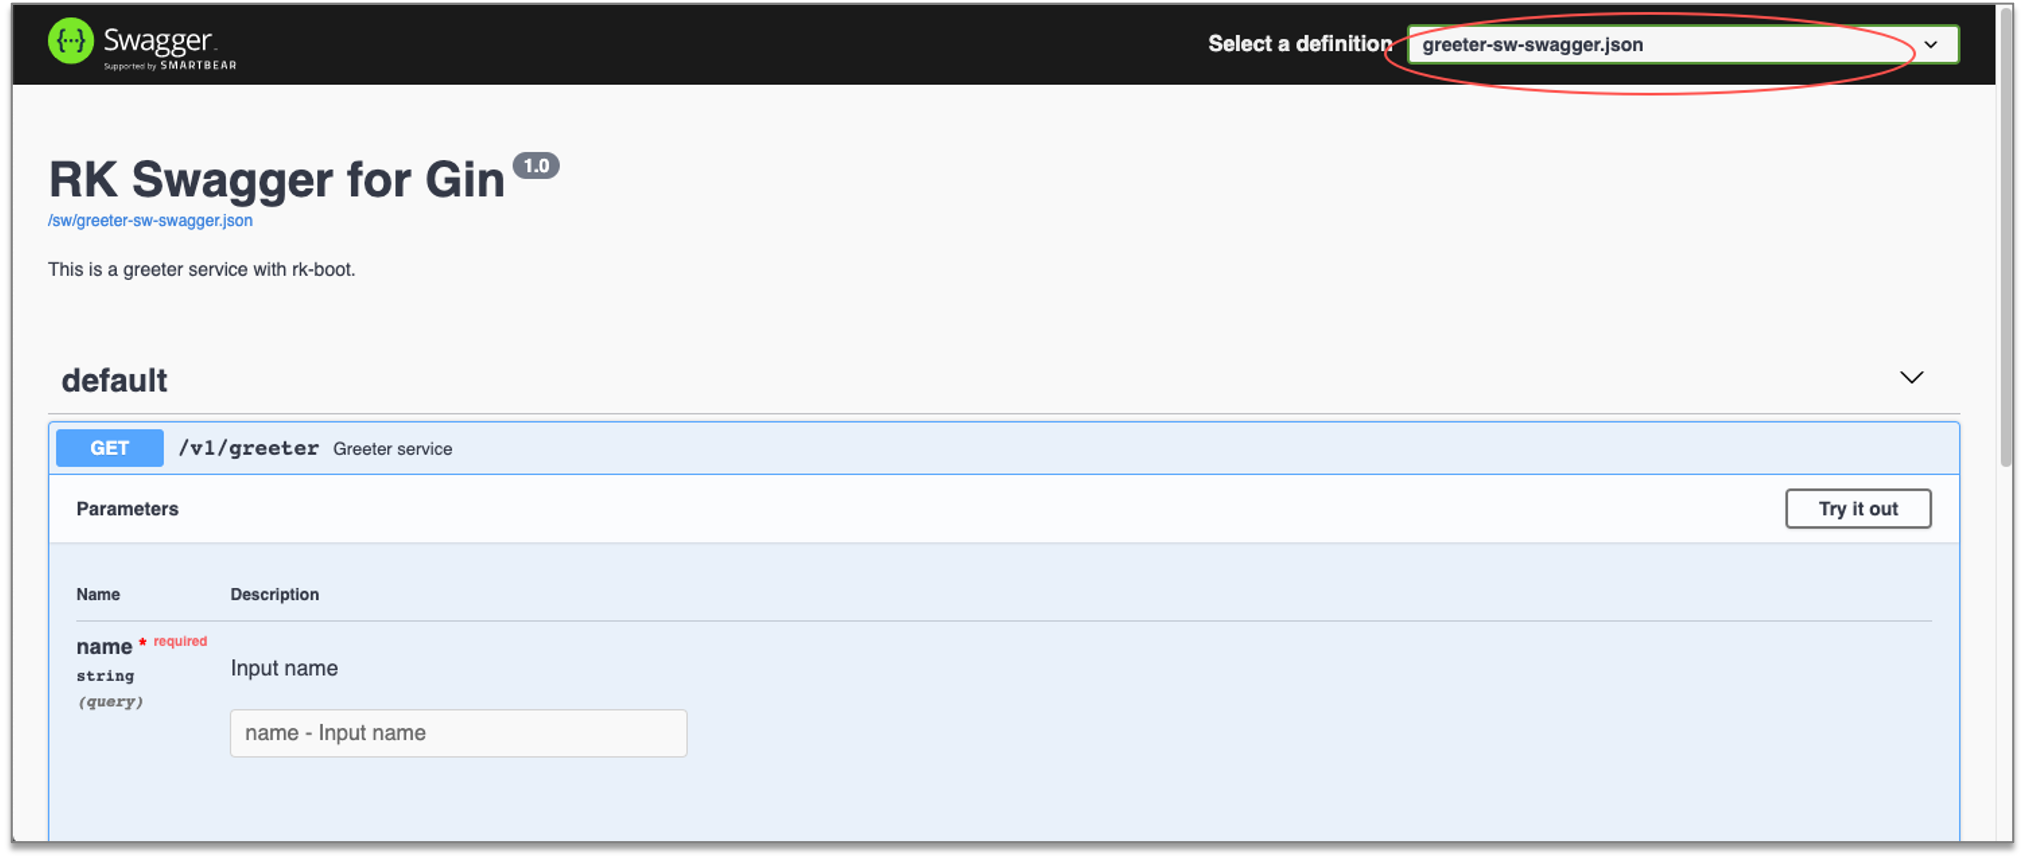 Swagger
Supported by SMARTBEAR
Select a definition
greeter-sw-swagger.json
RK Swagger for Gin 1.0
/sw/greeter-sw-swagger.json
This is a greeter service with rk-boot.
default
GET /v1/greeter Greeter service
Parameters
Try it out
Name Description
name * required
string
(query)
Input name
name - Input name